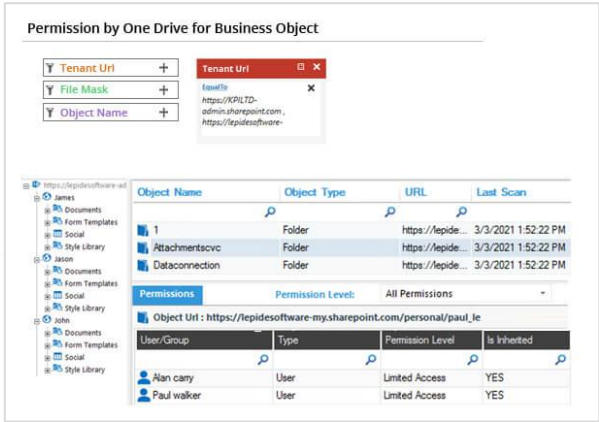 Permission by One Drive for Business Object
Tenant Url +
File Mask +
Object Name +
Tenant Url
EqualTo
https://KPILTD-
admin.sharepoint.com ,
https://lepidesoftware-
https://lepidesoftware-ad
James
Documents
Form Templates
Social
Style Library
Jason
Documents
Form Templates
Social
Style Library
John
Documents
Form Templates
Social
Style Library
Object Name Object Type URL Last Scan
1 Folder https://lepide... 3/3/2021 1:52:22 PM
Attachmentscvc Folder https://lepide... 3/3/2021 1:52:22 PM
Dataconnection Folder https://lepide... 3/3/2021 1:52:22 PM
Permissions Permission Level: All Permissions
Object Url : https://lepidesoftware-my.sharepoint.com/personal/paul_le
User/Group Type Permission Level Is Inherited
Alan carry User Limited Access YES
Paul walker User Limited Access YES